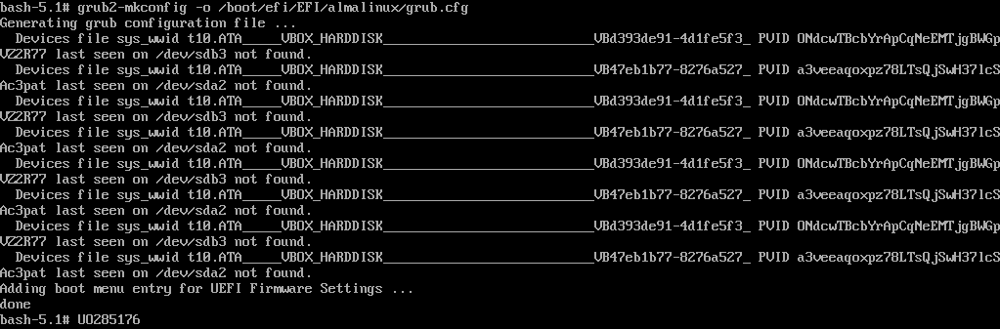 bash-5.1# grub2-mkconfig -o /boot/efi/EFI/almalinux/grub.cfg
Generating grub configuration file ...
  Devices file sys_wwid t10.ATA_____VBOX_HARDDISK___________________________VBd393de91-4d1fe5f3_ PVID ONdcwTBcbYrApCqNeEMTjgBWGp
VZ2R77 last seen on /dev/sdb3 not found.
  Devices file sys_wwid t10.ATA_____VBOX_HARDDISK___________________________VB47eb1b77-8276a527_ PVID a3veeaqoxpz78LTsQjSwH37lcS
Ac3pat last seen on /dev/sda2 not found.
  Devices file sys_wwid t10.ATA_____VBOX_HARDDISK___________________________VBd393de91-4d1fe5f3_ PVID ONdcwTBcbYrApCqNeEMTjgBWGp
VZ2R77 last seen on /dev/sdb3 not found.
  Devices file sys_wwid t10.ATA_____VBOX_HARDDISK___________________________VB47eb1b77-8276a527_ PVID a3veeaqoxpz78LTsQjSwH37lcS
Ac3pat last seen on /dev/sda2 not found.
  Devices file sys_wwid t10.ATA_____VBOX_HARDDISK___________________________VBd393de91-4d1fe5f3_ PVID ONdcwTBcbYrApCqNeEMTjgBWGp
VZ2R77 last seen on /dev/sdb3 not found.
  Devices file sys_wwid t10.ATA_____VBOX_HARDDISK___________________________VB47eb1b77-8276a527_ PVID a3veeaqoxpz78LTsQjSwH37lcS
Ac3pat last seen on /dev/sda2 not found.
  Devices file sys_wwid t10.ATA_____VBOX_HARDDISK___________________________VBd393de91-4d1fe5f3_ PVID ONdcwTBcbYrApCqNeEMTjgBWGp
VZ2R77 last seen on /dev/sdb3 not found.
  Devices file sys_wwid t10.ATA_____VBOX_HARDDISK___________________________VB47eb1b77-8276a527_ PVID a3veeaqoxpz78LTsQjSwH37lcS
Ac3pat last seen on /dev/sda2 not found.
Adding boot menu entry for UEFI Firmware Settings ...
done
bash-5.1# UO285176